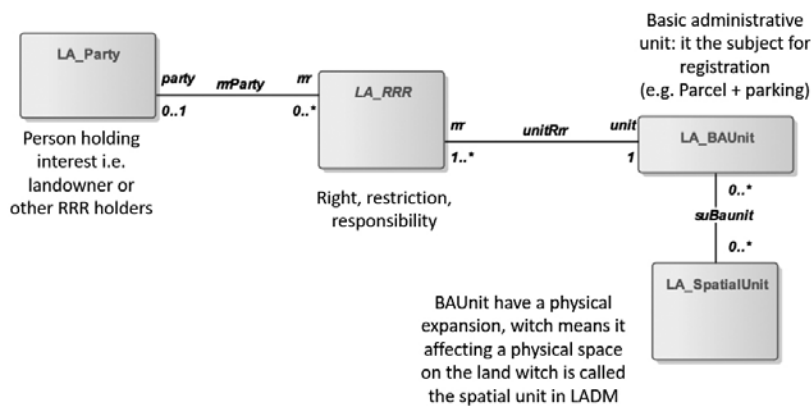 Basic administrative
unit: it the subject for
registration
(e.g. Parcel + parking)
LA_Party
party
rrrParty
rrr
0..1
0..*
LA_RRR
Person holding
interest i.e.
landowner or
other RRR holders
rrr
unitRrr
unit
1..*
1
LA_BAUnit
Right, restriction,
responsibility
0..*
suBaunit
0..*
LA_SpatialUnit
BAUnit have a physical
expansion, witch means it
affecting a physical space
on the land witch is called
the spatial unit in LADM